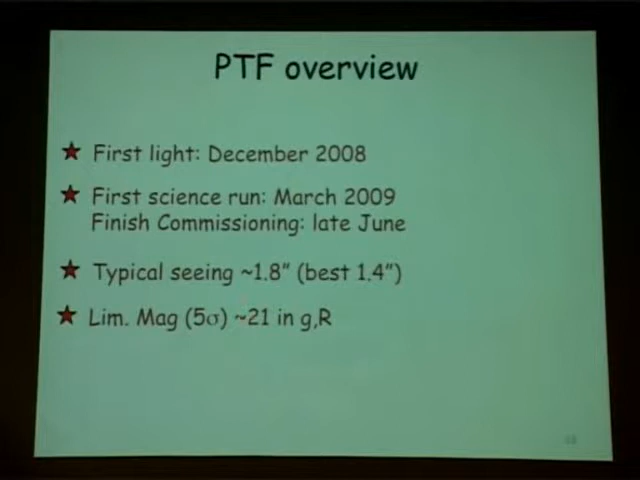 PTF overview
First light: December 2008
First science run: March 2009
Finish Commissioning: late June
Typical seeing ~1.8" (best 1.4")
Lim. Mag (5σ) ~21 in g,R